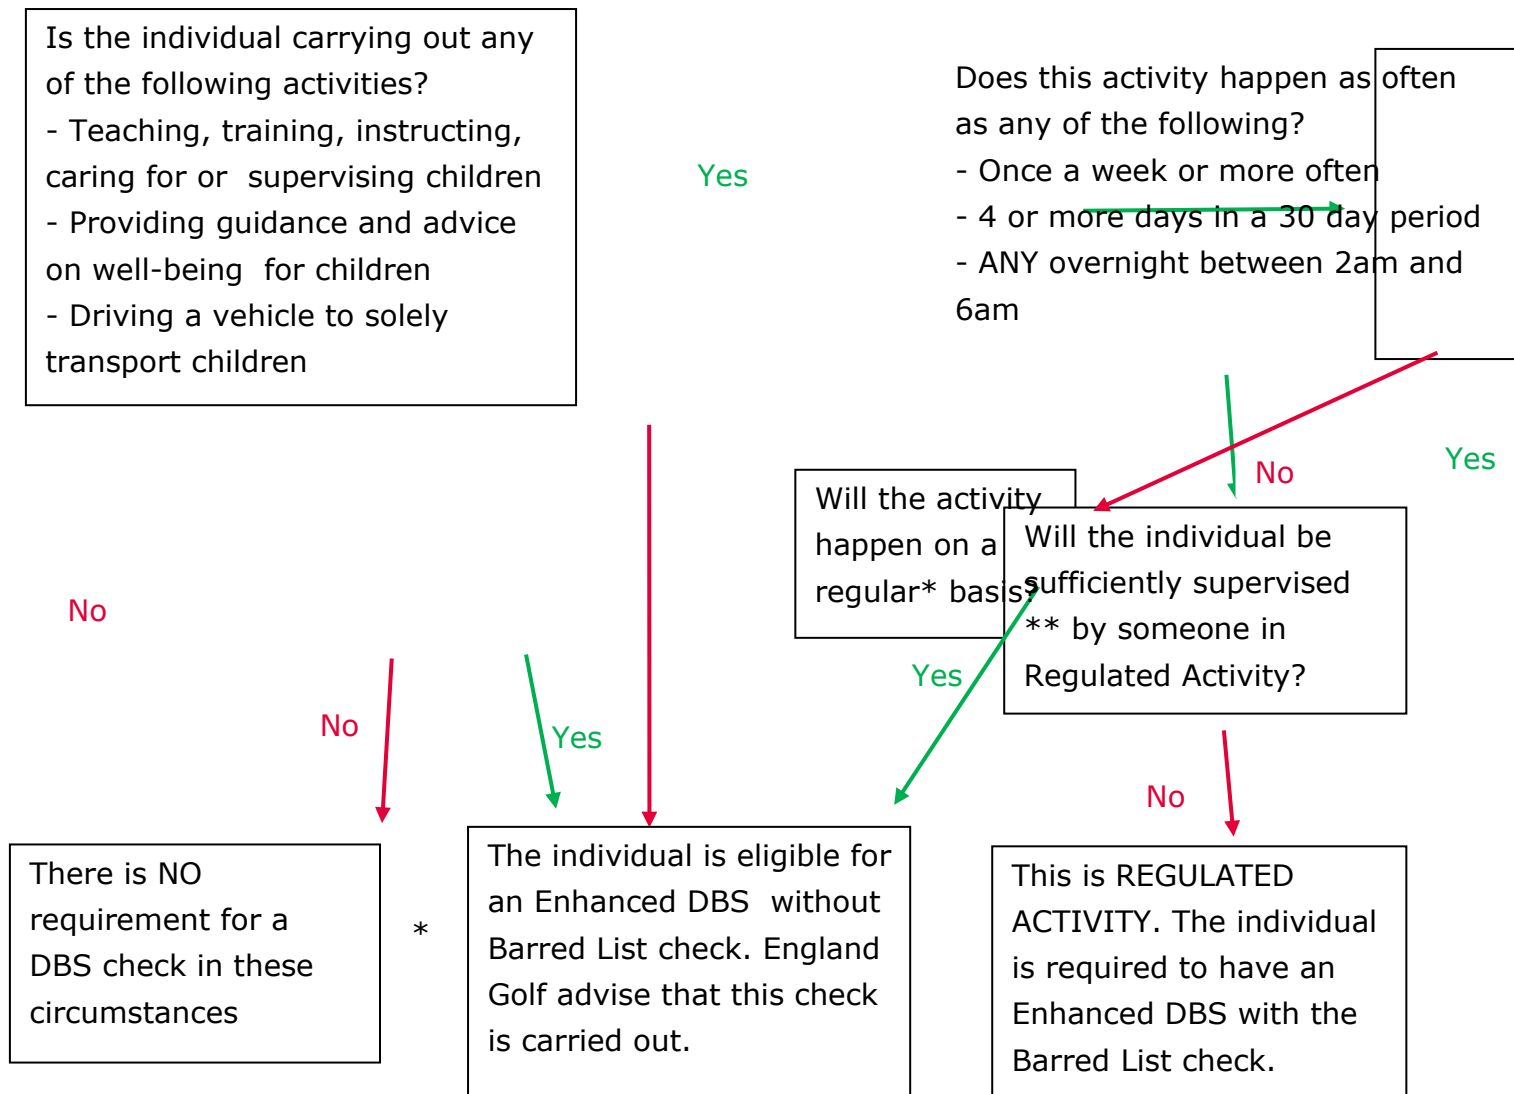 Is the individual carrying out any
of the following activities?
- Teaching, training, instructing,
caring for or supervising children
- Providing guidance and advice
on well-being for children
- Driving a vehicle to solely
transport children
Yes
Does this activity happen as often
as any of the following?
- Once a week or more often
- 4 or more days in a 30 day period
- ANY overnight between 2am and
6am
No
Yes
Will the activity
happen on a
regular* basis?
Will the individual be
sufficiently supervised
** by someone in
Regulated Activity?
No
Yes
No
Yes
No
There is NO
requirement for a
DBS check in these
circumstances
*
The individual is eligible for
an Enhanced DBS without
Barred List check. England
Golf advise that this check
is carried out.
This is REGULATED
ACTIVITY. The individual
is required to have an
Enhanced DBS with the
Barred List check.